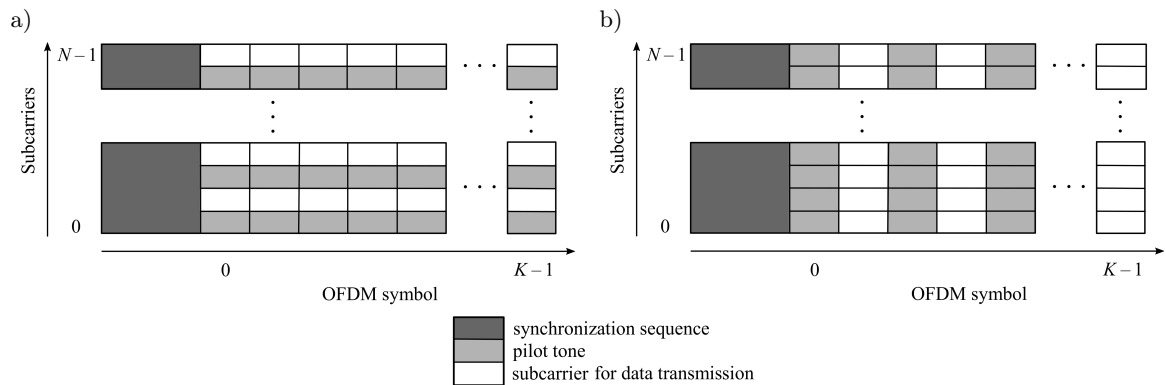 a)
N – 1
Subcarriers
0
0
K – 1
OFDM symbol
b)
N – 1
Subcarriers
0
0
K – 1
OFDM symbol
synchronization sequence
pilot tone
subcarrier for data transmission